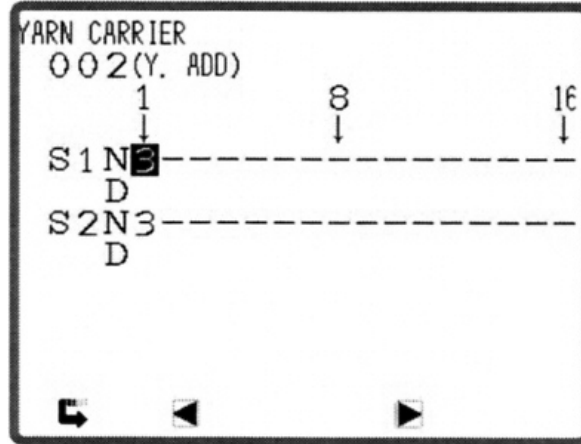 YARN CARRIER
002(Y. ADD)
1 8 16
↓ ↓ ↓
S1N3----------------
D
S2N3----------------
D